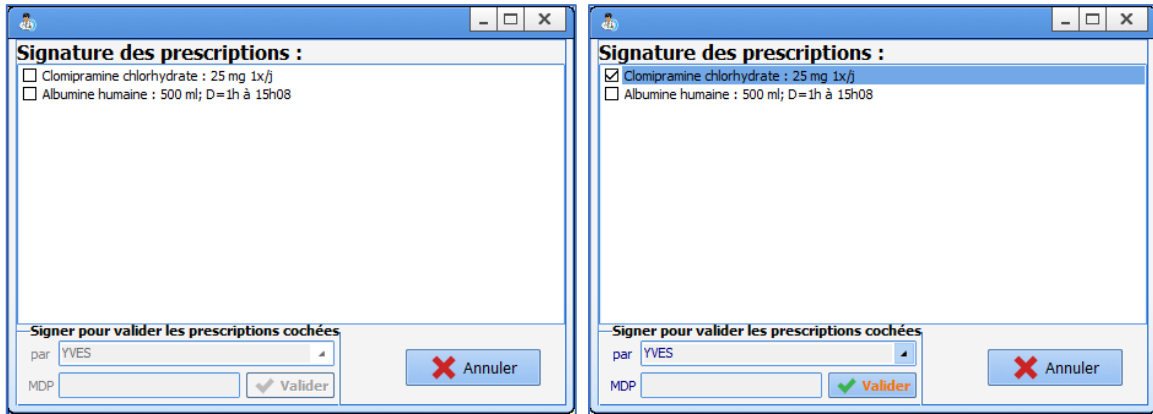 Signature des prescriptions :
Clomipramine chlorhydrate : 25 mg 1x/j
Albumine humaine : 500 ml; D=1h à 15h08
Signer pour valider les prescriptions cochées
par YVES
Annuler
MDP Valider
Signature des prescriptions :
Clomipramine chlorhydrate : 25 mg 1x/j
Albumine humaine : 500 ml; D=1h à 15h08
Signer pour valider les prescriptions cochées
par YVES
Annuler
MDP Valider